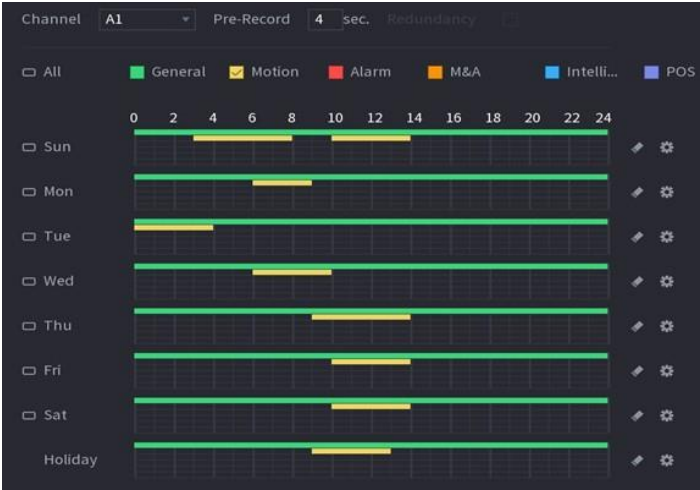 Channel A1 Pre-Record 4 sec. Redundancy
All General Motion Alarm M&A Intelli... POS
0 2 4 6 8 10 12 14 16 18 20 22 24
Sun
Mon
Tue
Wed
Thu
Fri
Sat
Holiday